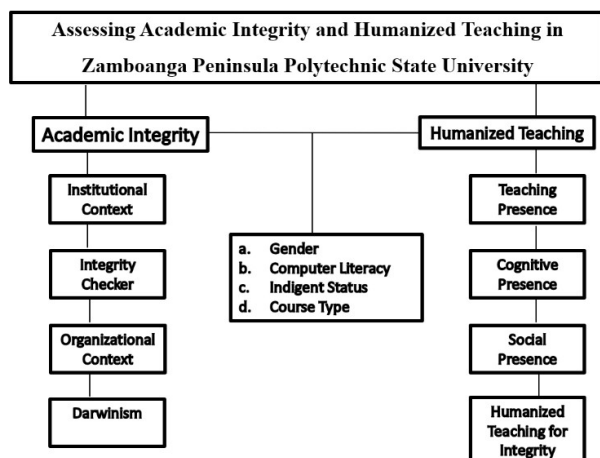 Assessing Academic Integrity and Humanized Teaching in
Zamboanga Peninsula Polytechnic State University
Academic Integrity
Humanized Teaching
Institutional
Context
Integrity
Checker
Organizational
Context
Darwinism
a. Gender
b. Computer Literacy
c. Indigent Status
d. Course Type
Teaching
Presence
Cognitive
Presence
Social
Presence
Humanized
Teaching for
Integrity